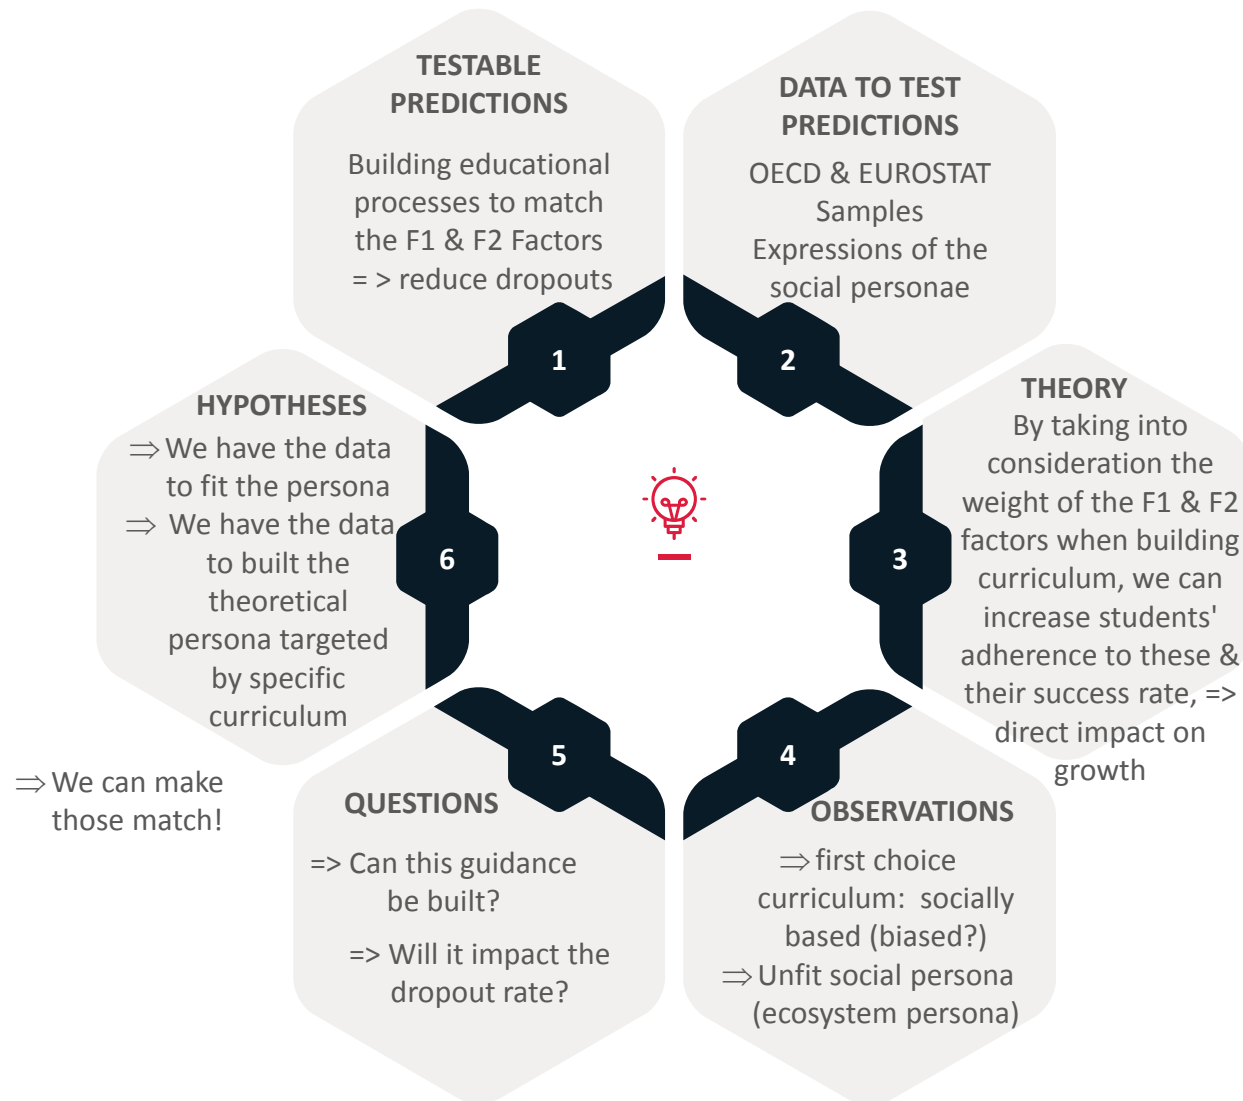 TESTABLE
PREDICTIONS
Building educational
processes to match
the F1 & F2 Factors
= > reduce dropouts
1
DATA TO TEST
PREDICTIONS
OECD & EUROSTAT
Samples
Expressions of the
social personae
2
THEORY
By taking into
consideration the
weight of the F1 & F2
factors when building
curriculum, we can
increase students'
adherence to these &
their success rate, =>
direct impact on
growth
3
OBSERVATIONS
⇒ first choice
curriculum: socially
based (biased?)
⇒ Unfit social persona
(ecosystem persona)
4
QUESTIONS
=> Can this guidance
be built?
=> Will it impact the
dropout rate?
5
HYPOTHESES
⇒ We have the data
to fit the persona
⇒ We have the data
to built the
theoretical
persona targeted
by specific
curriculum
⇒ We can make
those match!
6